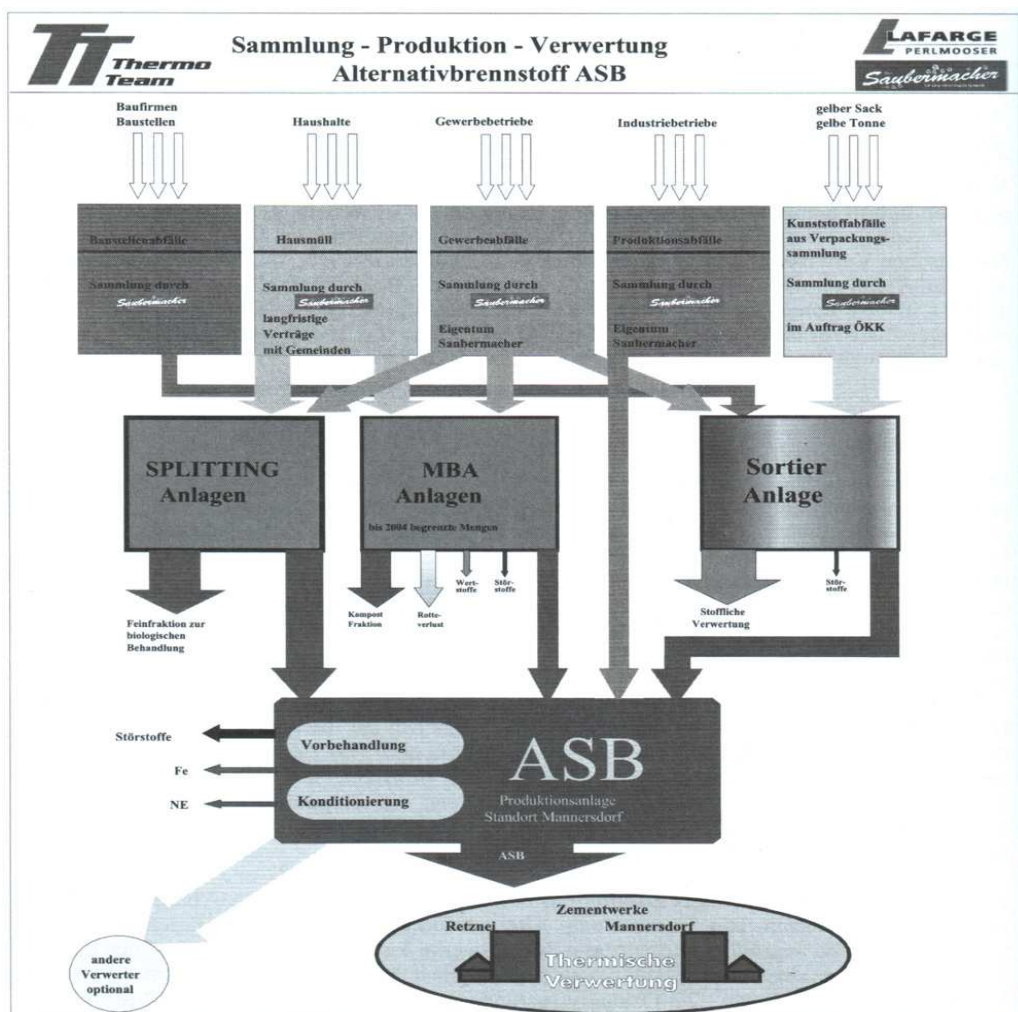 TT Thermo
Team
Sammlung - Produktion - Verwertung
Alternativbrennstoff ASB
LAFARGE
PERLMOOSER
Saubermacher
Baufirmen
Baustellen
Haushalte
Gewerbebetriebe
Industriebetriebe
gelber Sack
gelbe Tonne
Baustellenabfälle
Sammlung durch
Saubermacher
Hausmüll
Sammlung durch
Saubermacher
langfristige
Verträge
mit Gemeinden
Gewerbeabfälle
Sammlung durch
Saubermacher
Eigentum
Saubermacher
Produktionsabfälle
Sammlung durch
Saubermacher
Eigentum
Saubermacher
Kunststoffabfälle
aus Verpackungs-
sammlung
Sammlung durch
Saubermacher
im Auftrag ÖKK
SPLITTING
Anlagen
MBA
Anlagen
bis 2004 begrenzte Mengen
Sortier
Anlage
Feinfraktion zur
biologischen
Behandlung
Kompost
Fraktion
Rotte-
verlust
Wert-
stoffe
Stör-
stoffe
Stoffliche
Verwertung
Stör-
stoffe
Störstoffe
Fe
NE
Vorbehandlung
Konditionierung
ASB
Produktionsanlage
Standort Mannersdorf
ASB
andere
Verwerter
optional
Zementwerke
Retznei
Mannersdorf
Thermische
Verwertung